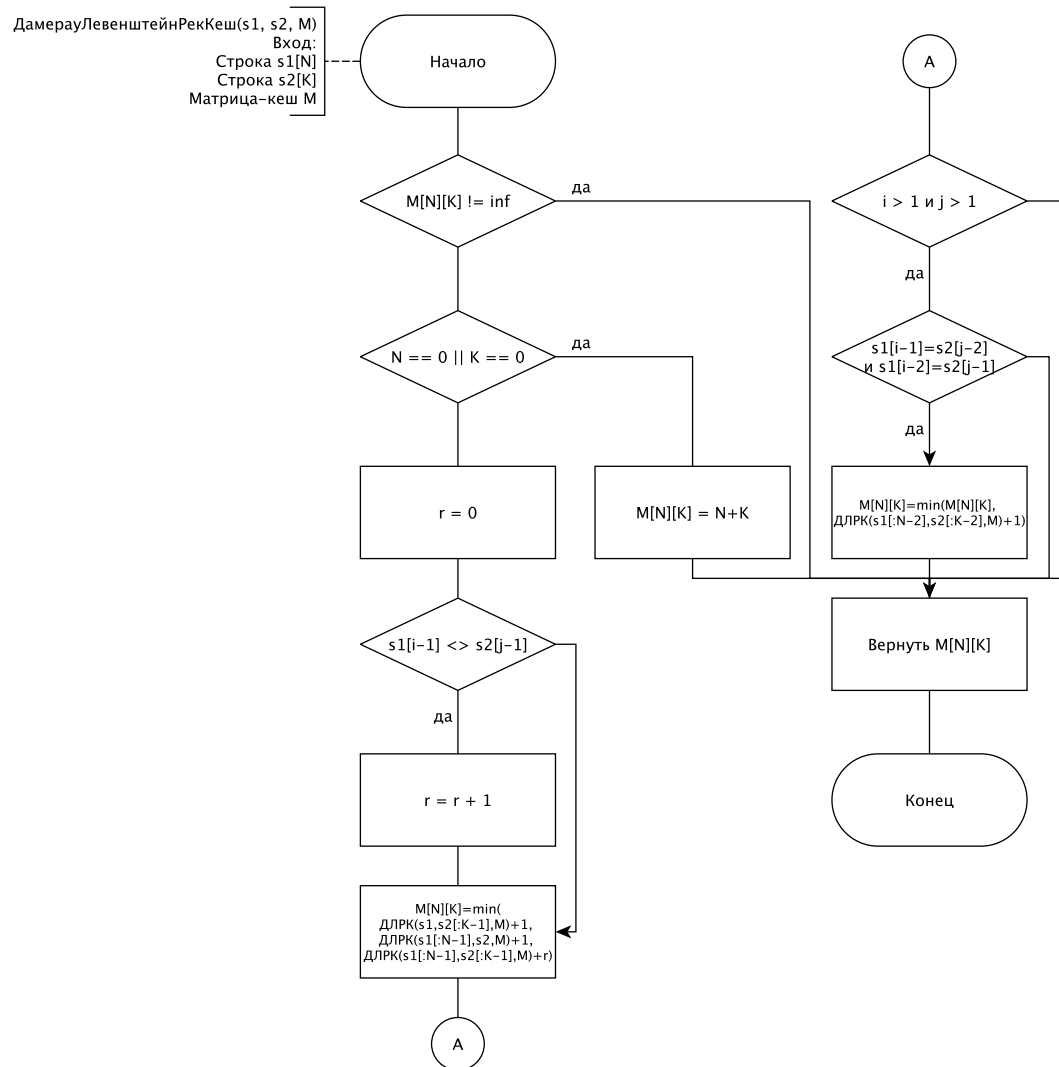 ДамерауЛевенштейнРекКеш(s1, s2, M)
Вход:
Строка s1[N]
Строка s2[K]
Матрица-кеш M
Начало
M[N][K] != inf
да
N == 0 || K == 0
да
r = 0
M[N][K] = N+K
s1[i-1] <> s2[j-1]
да
r = r + 1
M[N][K]=min(
ДЛРК(s1,s2[:K-1],M)+1,
ДЛРК(s1[:N-1],s2,M)+1,
ДЛРК(s1[:N-1],s2[:K-1],M)+r)
A
A
i > 1 и j > 1
да
s1[i-1]=s2[j-2]
и s1[i-2]=s2[j-1]
да
M[N][K]=min(M[N][K],
ДЛРК(s1[:N-2],s2[:K-2],M)+1)
Вернуть M[N][K]
Конец